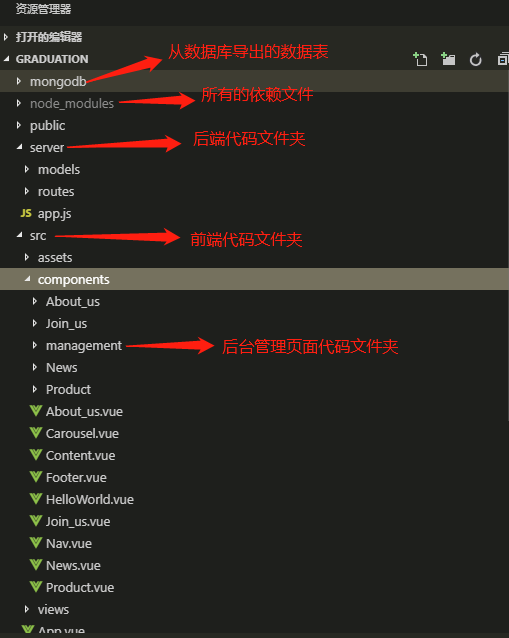 资源管理器
打开的编辑器
GRADUATION
从数据库导出的数据表
mongodb
node_modules
所有的依赖文件
public
server
后端代码文件夹
models
routes
JS app.js
src
前端代码文件夹
assets
components
About_us
Join_us
management
后台管理页面代码文件夹
News
Product
About_us.vue
Carousel.vue
Content.vue
Footer.vue
HelloWorld.vue
Join_us.vue
Nav.vue
News.vue
Product.vue
views
App.vue